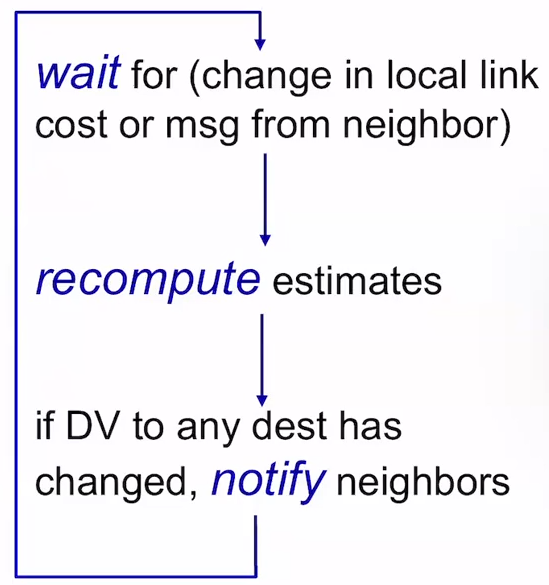 wait for (change in local link
cost or msg from neighbor)
recompute estimates
if DV to any dest has
changed, notify neighbors